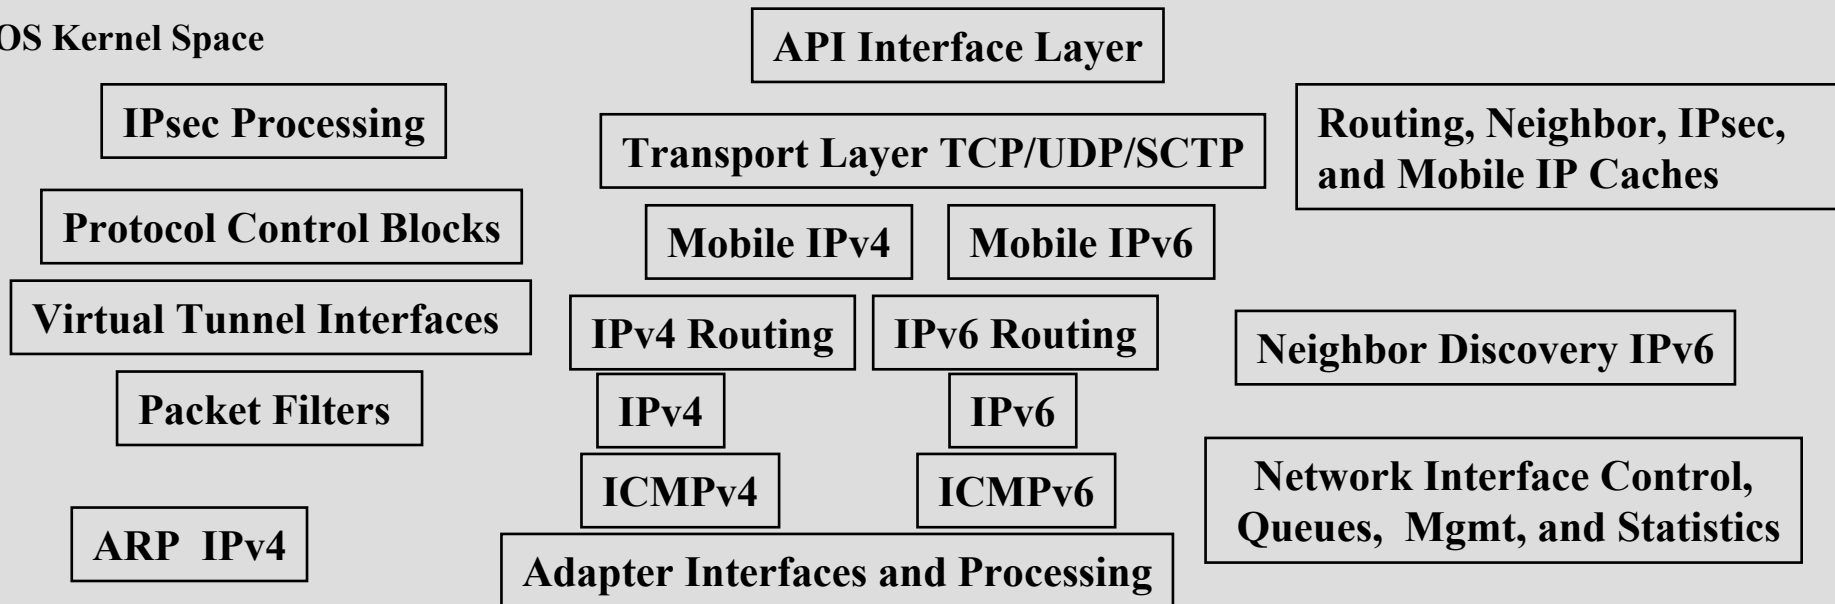 OS Kernel Space
API Interface Layer
IPsec Processing
Transport Layer TCP/UDP/SCTP
Routing, Neighbor, IPsec,
and Mobile IP Caches
Protocol Control Blocks
Mobile IPv4
Mobile IPv6
Virtual Tunnel Interfaces
IPv4 Routing
IPv6 Routing
Neighbor Discovery IPv6
Packet Filters
IPv4
IPv6
ICMPv4
ICMPv6
Network Interface Control,
Queues, Mgmt, and Statistics
ARP IPv4
Adapter Interfaces and Processing